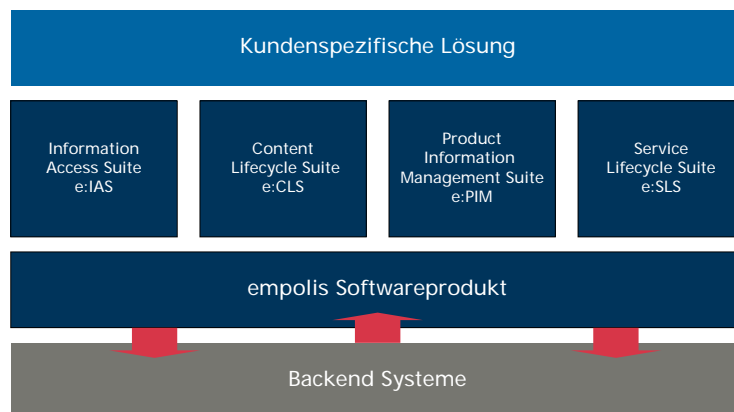 Kundenspezifische Lösung
Information
Access Suite
e:IAS
Content
Lifecycle Suite
e:CLS
Product
Information
Management Suite
e:PIM
Service
Lifecycle Suite
e:SLS
empolis Softwareprodukt
Backend Systeme